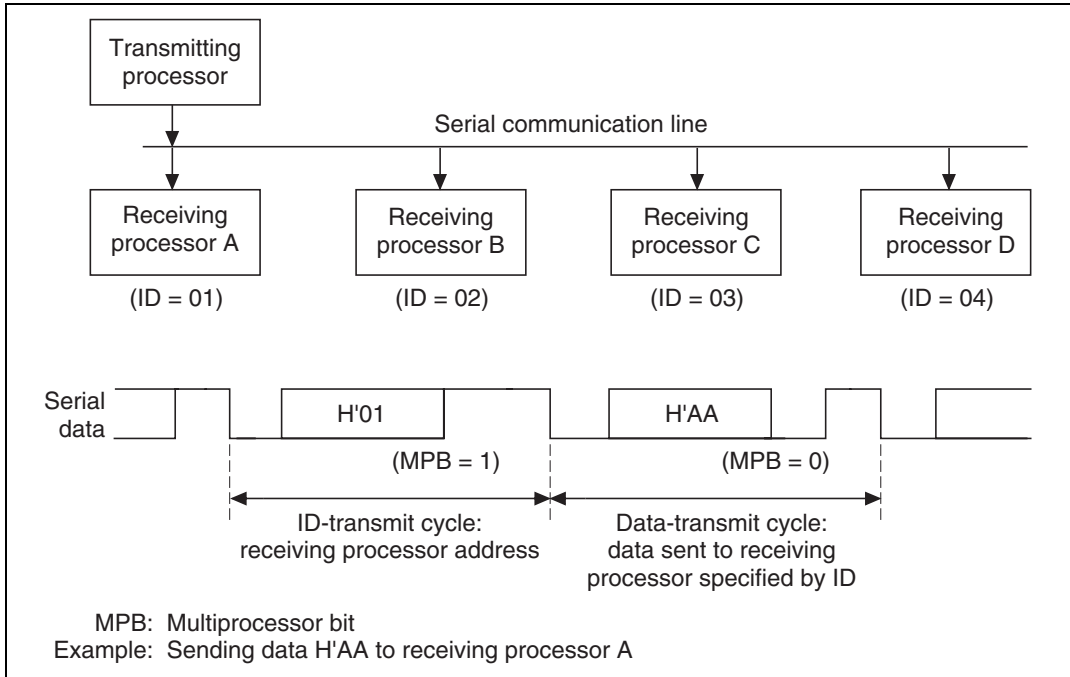 Transmitting
processor
Serial communication line
Receiving
processor A
Receiving
processor B
Receiving
processor C
Receiving
processor D
(ID = 01)
(ID = 02)
(ID = 03)
(ID = 04)
Serial
data
H'01
H'AA
(MPB = 1)
(MPB = 0)
ID-transmit cycle:
receiving processor address
Data-transmit cycle:
data sent to receiving
processor specified by ID
MPB: Multiprocessor bit
Example: Sending data H'AA to receiving processor A